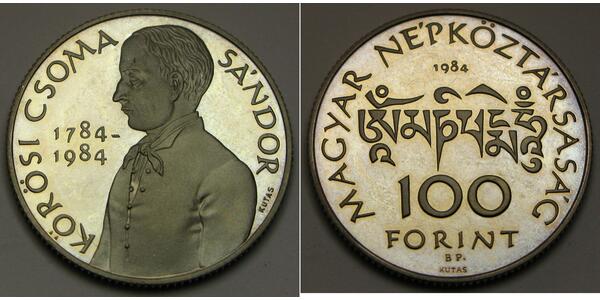 KŐRÖSI CSOMA SÁNDOR
1784-
1984
KUTAS
MAGYAR NÉPKÖZTÁRSASÁG
1984
ཨོཾ་མ་ཎི་པདྨེ་ཧཱུྃ
100
FORINT
BP.
KUTAS